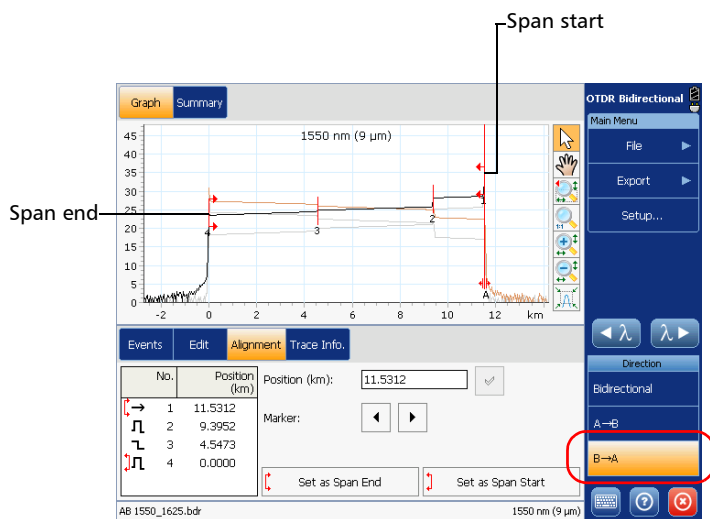 Span start
Span end
Graph
Summary
1550 nm (9 µm)
45
40
35
30
25
20
15
10
5
0
-2
0
2
4
6
8
10
12
km
4
3
2
1
A
1:1
OTDR Bidirectional
Main Menu
File
Export
Setup...
λ
λ
Direction
Bidirectional
A→B
B→A
Events
Edit
Alignment
Trace Info.
No. Position (km)
1 11.5312
2 9.3952
3 4.5473
4 0.0000
Position (km): 11.5312
Marker:
Set as Span End
Set as Span Start
AB 1550_1625.bdr
1550 nm (9 µm)
?